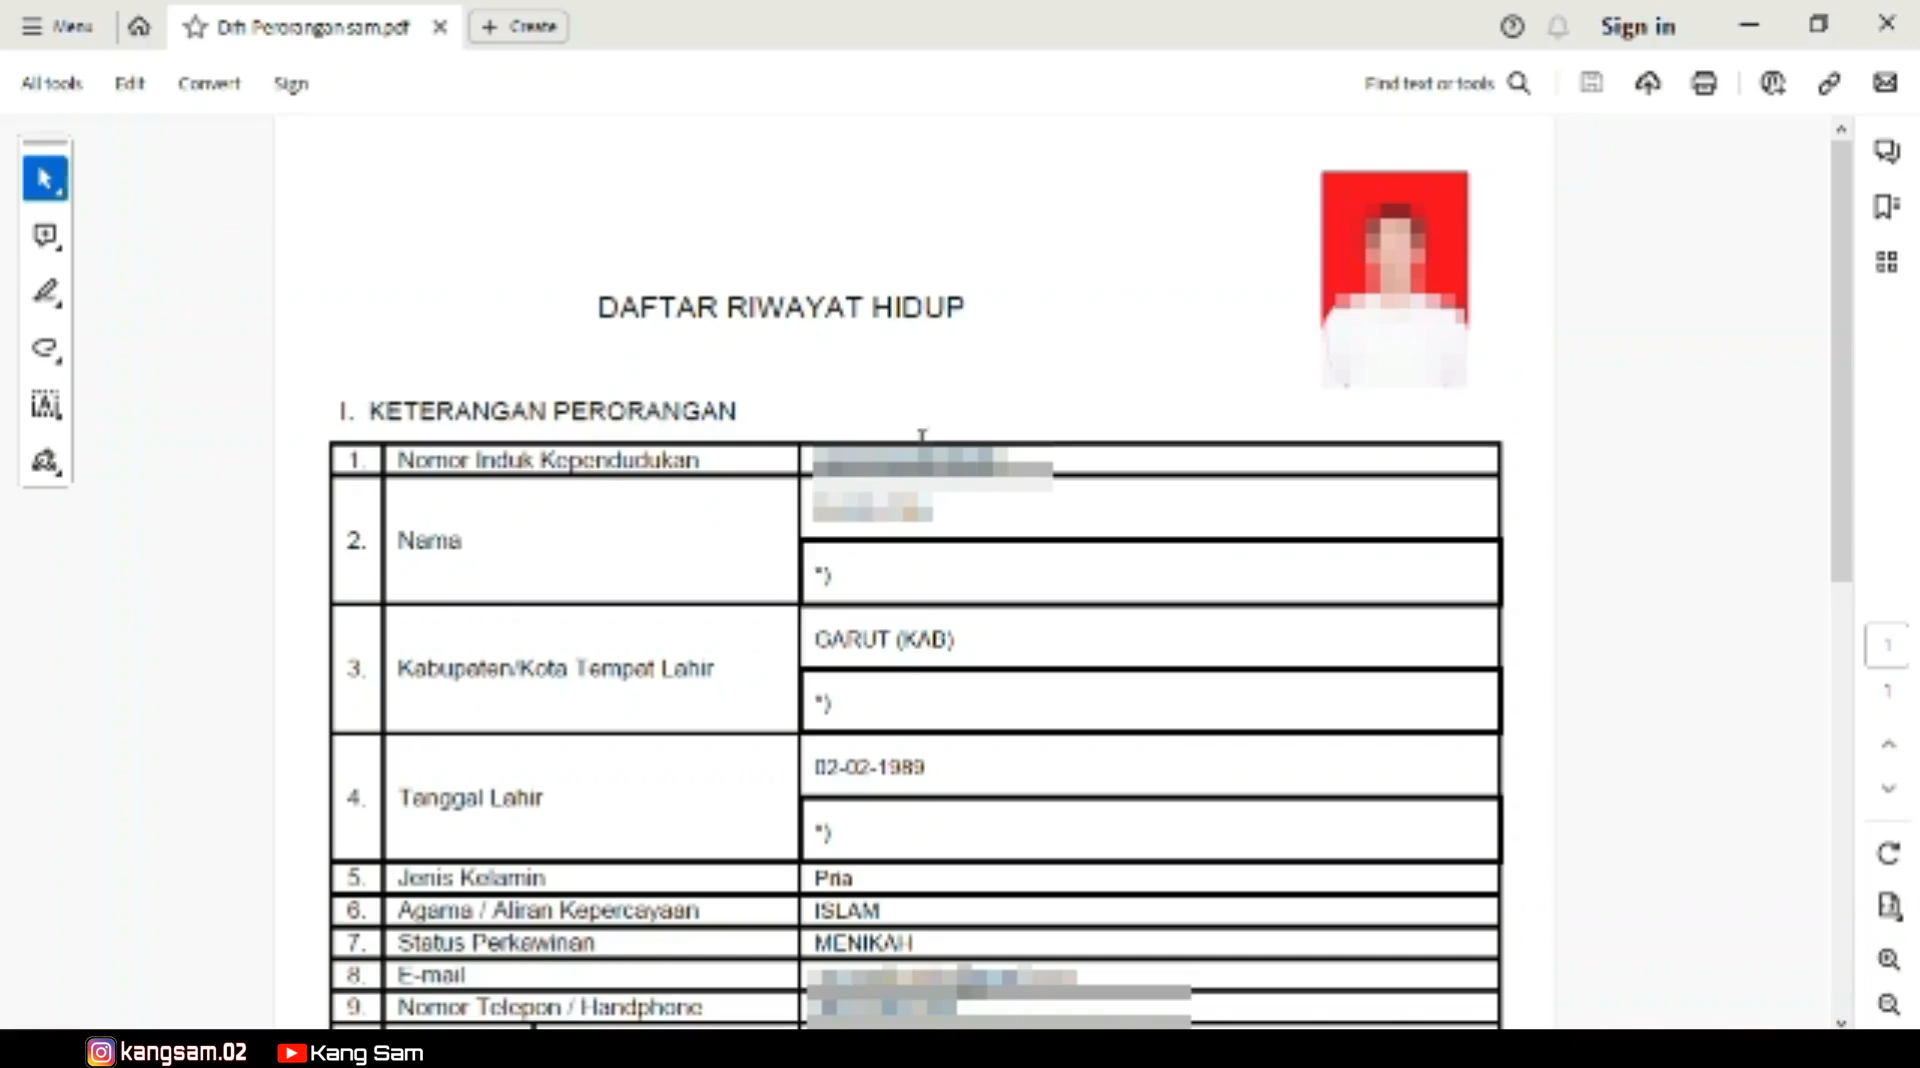 Menu
Drh Perorangan sam.pdf
Create
Sign in
All tools
Edit
Convert
Sign
Find text or tools
DAFTAR RIWAYAT HIDUP
I. KETERANGAN PERORANGAN
1. Nomor Induk Kependudukan
2. Nama
*)
3. Kabupaten/Kota Tempat Lahir
GARUT (KAB)
*)
4. Tanggal Lahir
02-02-1989
*)
5. Jenis Kelamin Pria
6. Agama / Aliran Kepercayaan ISLAM
7. Status Perkawinan MENIKAH
8. E-mail
9. Nomor Telepon / Handphone
1
1
kangsam.02
Kang Sam